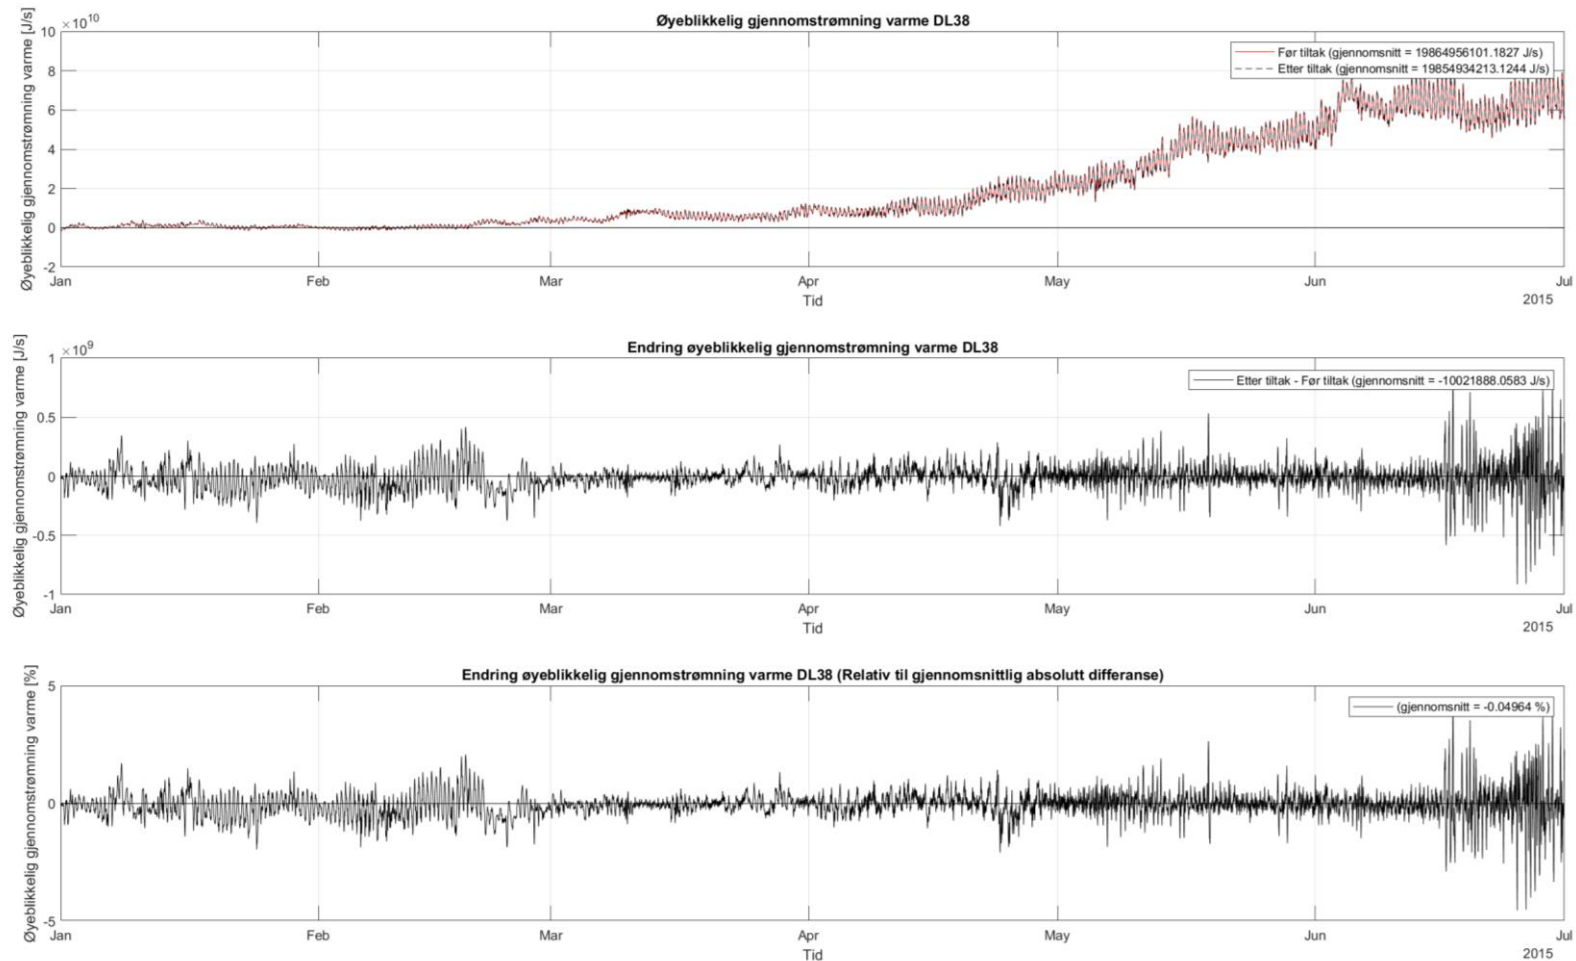 Øyeblikkelig gjennomstrømning varme DL38
×10^10
Øyeblikkelig gjennomstrømning varme [J/s]
10
8
6
4
2
0
-2
Før tiltak (gjennomsnitt = 19864956101.1827 J/s)
Etter tiltak (gjennomsnitt = 19854934213.1244 J/s)
Jan Feb Mar Apr May Jun Jul
Tid
2015
Endring øyeblikkelig gjennomstrømning varme DL38
×10^9
Øyeblikkelig gjennomstrømning varme [J/s]
1
0.5
0
-0.5
-1
Etter tiltak - Før tiltak (gjennomsnitt = -10021888.0583 J/s)
Jan Feb Mar Apr May Jun Jul
Tid
2015
Endring øyeblikkelig gjennomstrømning varme DL38 (Relativ til gjennomsnittlig absolutt differanse)
Øyeblikkelig gjennomstrømning varme [%]
5
0
-5
(gjennomsnitt = -0.04964 %)
Jan Feb Mar Apr May Jun Jul
Tid
2015